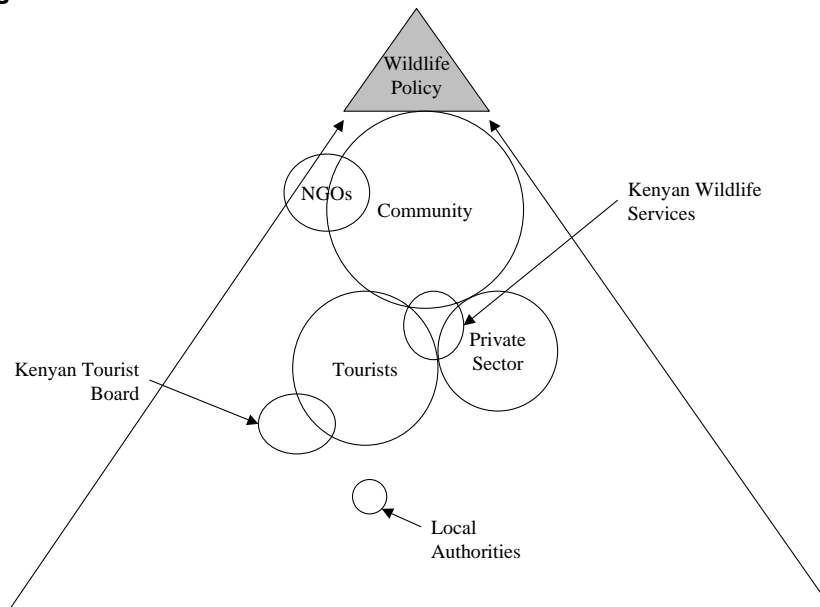 Wildlife
Policy
NGOs
Community
Kenyan Wildlife
Services
Kenyan Tourist
Board
Tourists
Private
Sector
Local
Authorities